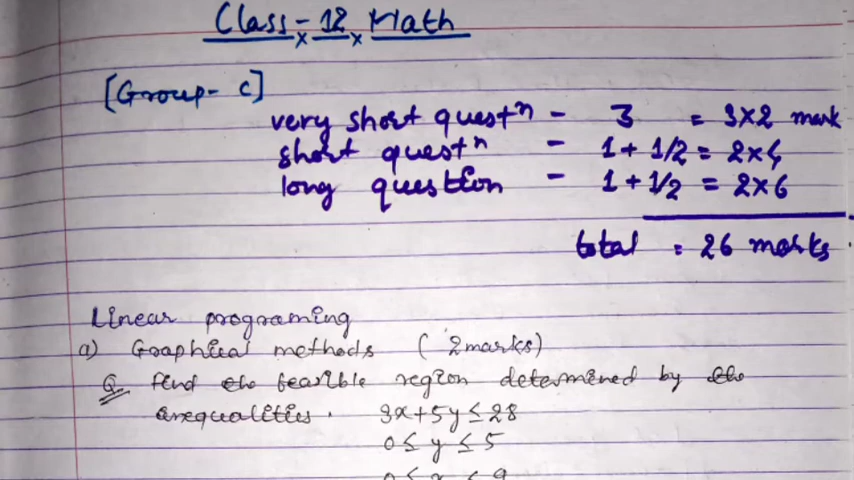 Class - 12 Math
[Group - C]
very short questⁿ - 3 = 3×2 mark
short questⁿ - 1 + 1/2 = 2×4
long question - 1 + 1/2 = 2×6
total = 26 marks
Linear programing
a) Graphical methods ( 2marks)
Q. Find the feasible region determined by the
inequalities. 3x+5y ≤ 28
0 ≤ y ≤ 5
0 ≤ x ≤ 9